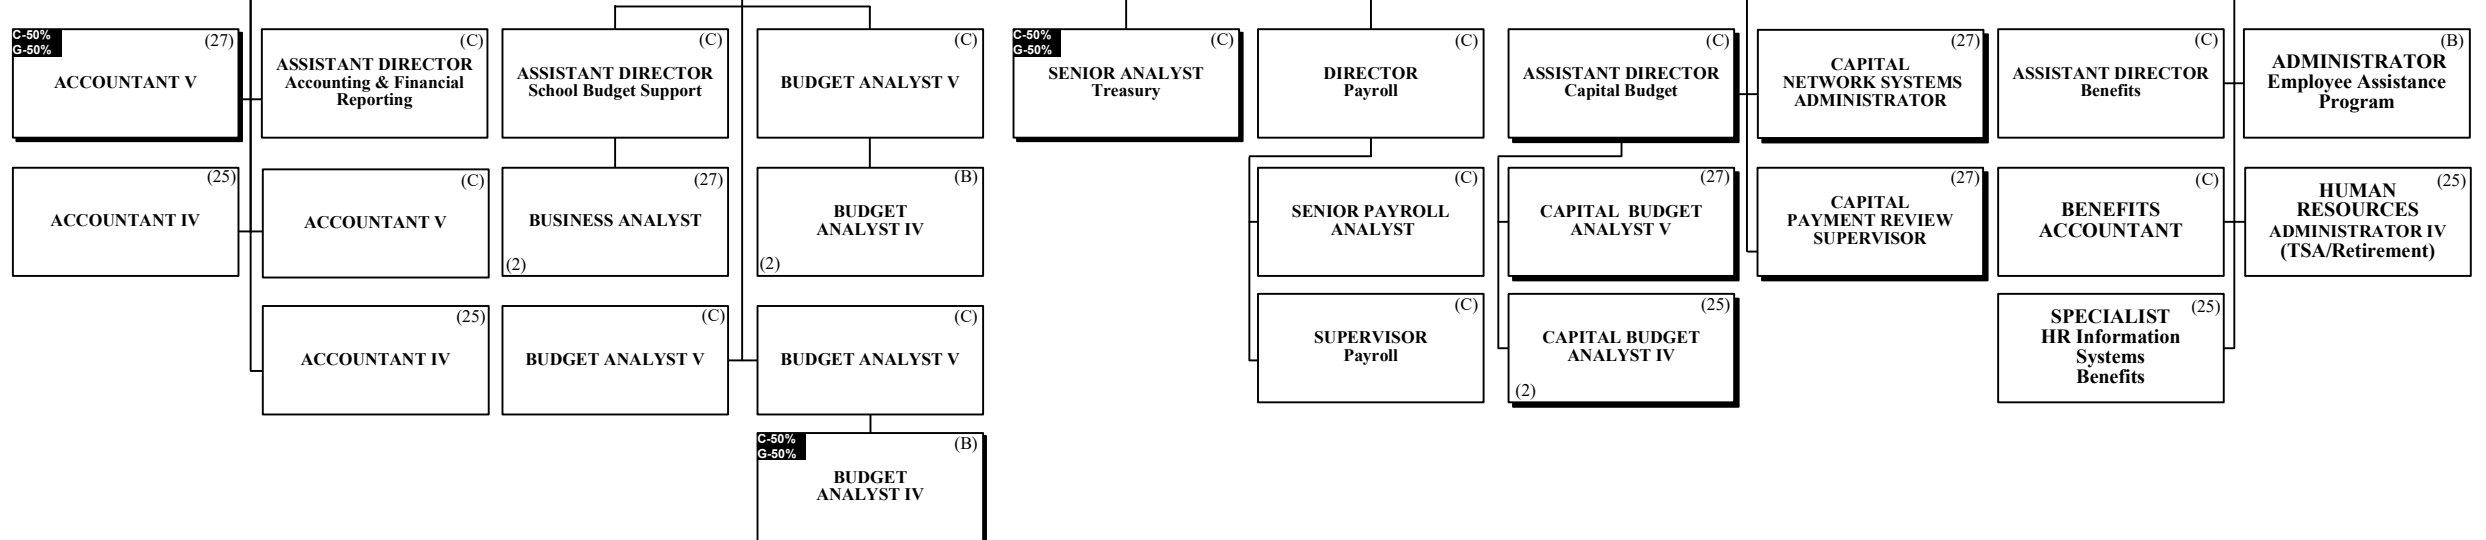 C-50%
G-50%
(27)
ACCOUNTANT V
(C)
ASSISTANT DIRECTOR
Accounting & Financial
Reporting
(C)
ASSISTANT DIRECTOR
School Budget Support
(C)
BUDGET ANALYST V
C-50%
G-50%
(C)
SENIOR ANALYST
Treasury
(C)
DIRECTOR
Payroll
(C)
ASSISTANT DIRECTOR
Capital Budget
(27)
CAPITAL
NETWORK SYSTEMS
ADMINISTRATOR
(C)
ASSISTANT DIRECTOR
Benefits
(B)
ADMINISTRATOR
Employee Assistance
Program
(25)
ACCOUNTANT IV
(C)
ACCOUNTANT V
(27)
BUSINESS ANALYST
(2)
(B)
BUDGET
ANALYST IV
(2)
(C)
SENIOR PAYROLL
ANALYST
(27)
CAPITAL BUDGET
ANALYST V
(27)
CAPITAL
PAYMENT REVIEW
SUPERVISOR
(C)
BENEFITS
ACCOUNTANT
(25)
HUMAN
RESOURCES
ADMINISTRATOR IV
(TSA/Retirement)
(25)
ACCOUNTANT IV
(C)
BUDGET ANALYST V
(C)
BUDGET ANALYST V
(C)
SUPERVISOR
Payroll
(25)
CAPITAL BUDGET
ANALYST IV
(2)
(25)
SPECIALIST
HR Information
Systems
Benefits
C-50%
G-50%
(B)
BUDGET
ANALYST IV